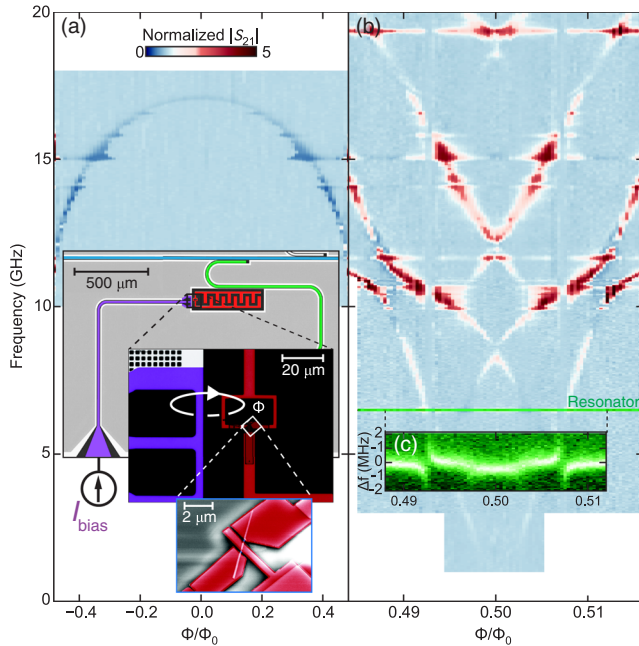 (a)
Normalized |S21|
0
5
(b)
20
15
10
5
0
Frequency (GHz)
500 μm
20 μm
Φ
Ibias
2 μm
Resonator
(c)
Δf (MHz)
2
1
0
-1
-2
0.49
0.50
0.51
-0.4
-0.2
0.0
0.2
0.4
Φ/Φ0
0.49
0.50
0.51
Φ/Φ0